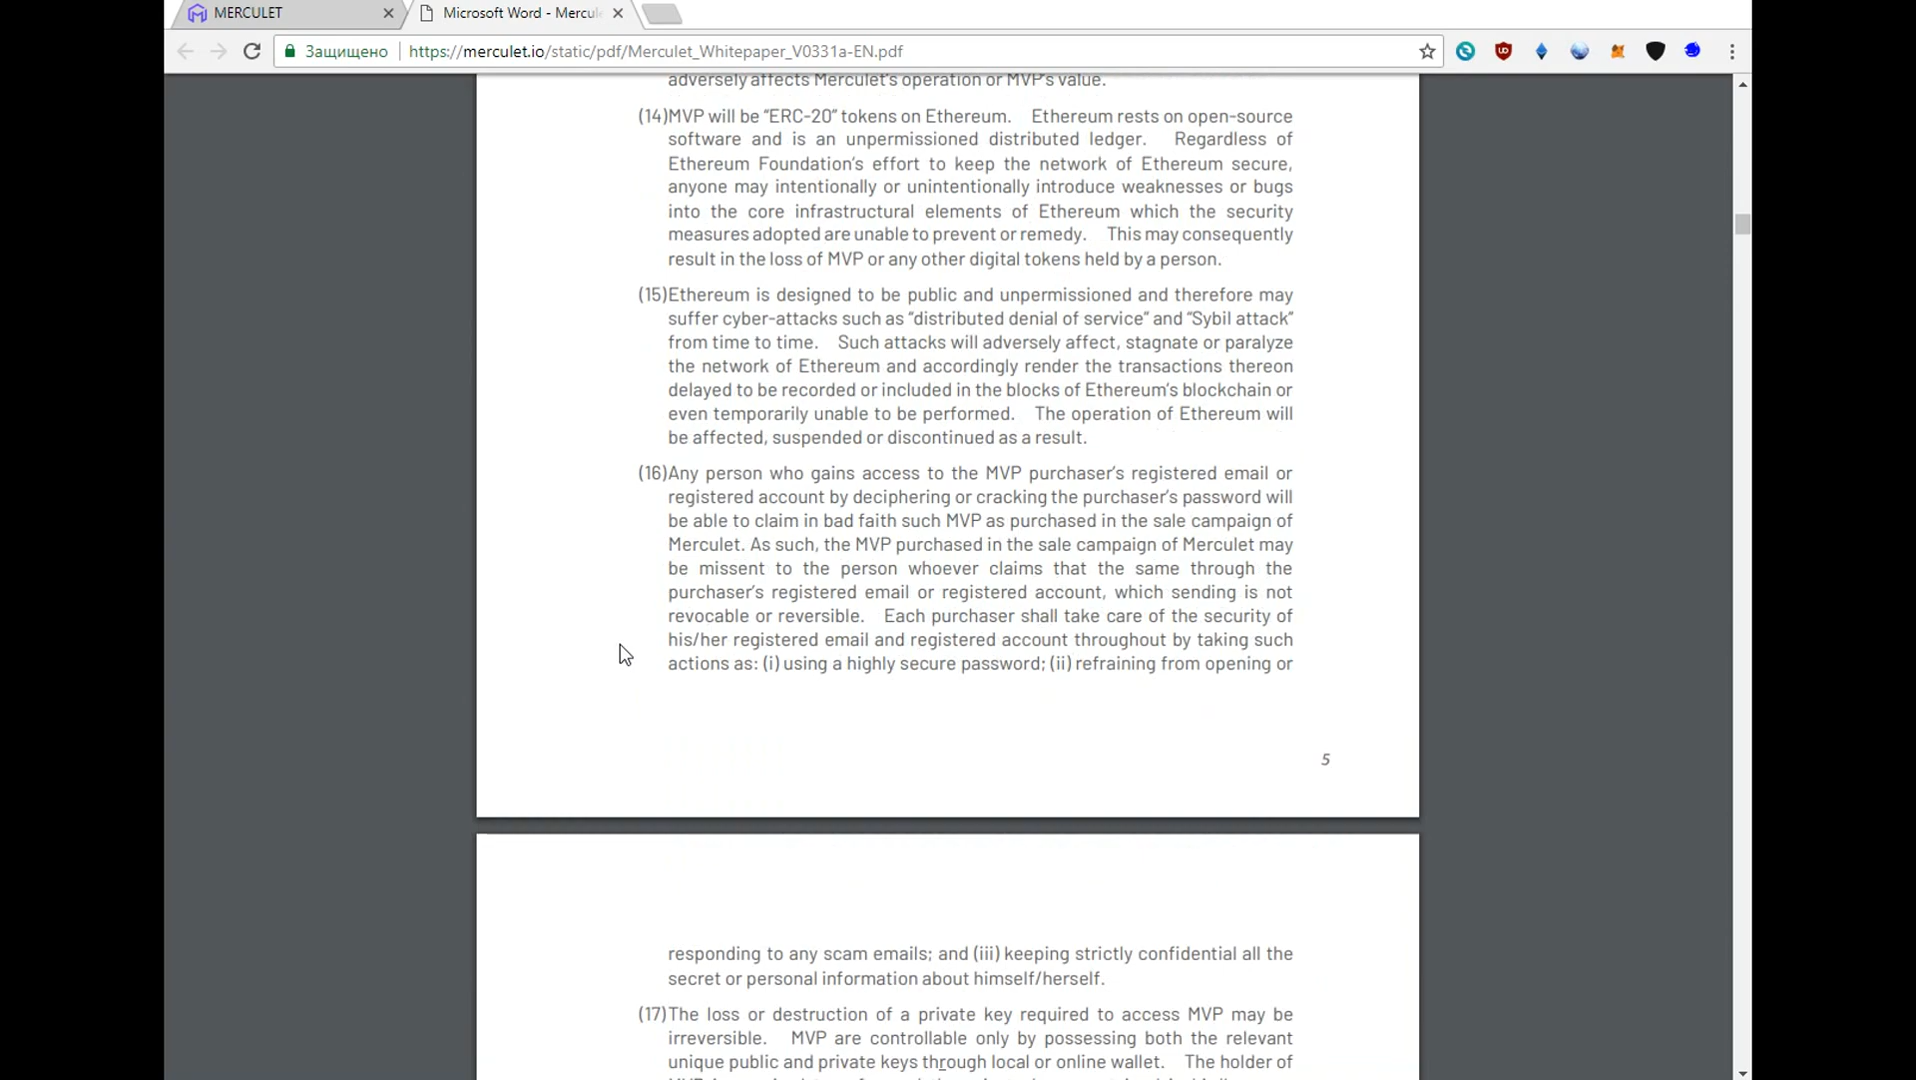 MERCULET
Microsoft Word - Mercule
Защищено
https://merculet.io/static/pdf/Merculet_Whitepaper_V0331a-EN.pdf
adversely affects Merculet's operation or MVP's value.
(14)MVP will be “ERC-20” tokens on Ethereum. Ethereum rests on open-source
software and is an unpermissioned distributed ledger. Regardless of
Ethereum Foundation's effort to keep the network of Ethereum secure,
anyone may intentionally or unintentionally introduce weaknesses or bugs
into the core infrastructural elements of Ethereum which the security
measures adopted are unable to prevent or remedy. This may consequently
result in the loss of MVP or any other digital tokens held by a person.
(15)Ethereum is designed to be public and unpermissioned and therefore may
suffer cyber-attacks such as “distributed denial of service” and “Sybil attack”
from time to time. Such attacks will adversely affect, stagnate or paralyze
the network of Ethereum and accordingly render the transactions thereon
delayed to be recorded or included in the blocks of Ethereum's blockchain or
even temporarily unable to be performed. The operation of Ethereum will
be affected, suspended or discontinued as a result.
(16)Any person who gains access to the MVP purchaser's registered email or
registered account by deciphering or cracking the purchaser's password will
be able to claim in bad faith such MVP as purchased in the sale campaign of
Merculet. As such, the MVP purchased in the sale campaign of Merculet may
be missent to the person whoever claims that the same through the
purchaser's registered email or registered account, which sending is not
revocable or reversible. Each purchaser shall take care of the security of
his/her registered email and registered account throughout by taking such
actions as: (i) using a highly secure password; (ii) refraining from opening or
5
responding to any scam emails; and (iii) keeping strictly confidential all the
secret or personal information about himself/herself.
(17)The loss or destruction of a private key required to access MVP may be
irreversible. MVP are controllable only by possessing both the relevant
unique public and private keys through local or online wallet. The holder of